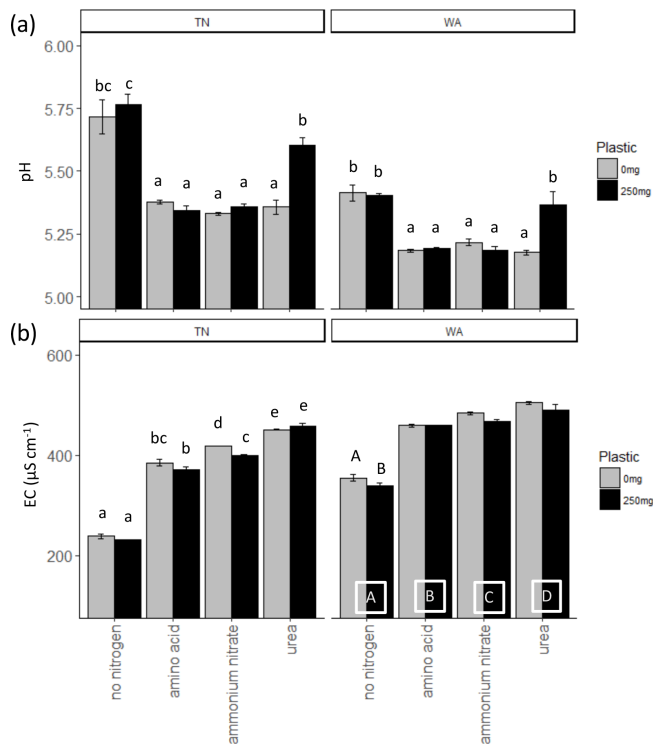 (a)
TN
WA
6.00
5.75
5.50
5.25
5.00
pH
bc
c
a
a
a
a
a
b
b
b
a
a
a
a
a
b
Plastic
0mg
250mg
(b)
TN
WA
600
400
200
EC (µS cm⁻¹)
a
a
bc
b
d
c
e
e
A
B
A
B
C
D
Plastic
0mg
250mg
no nitrogen
amino acid
ammonium nitrate
urea
no nitrogen
amino acid
ammonium nitrate
urea